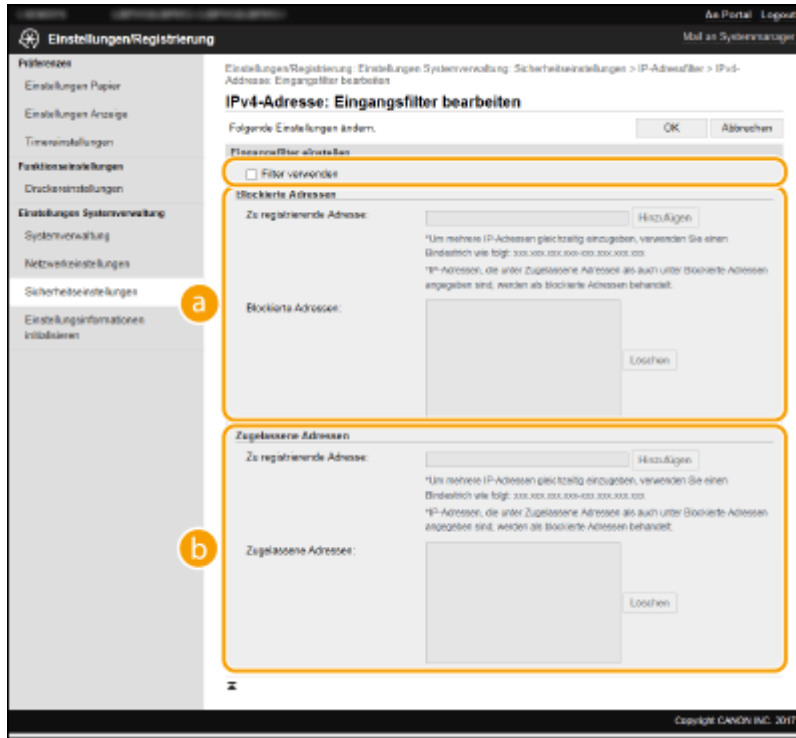 An Portal Logout
Einstellungen/Registrierung
Mail an Systemmanager
Präferenzen
Einstellungen Papier
Einstellungen Anzeige
Timereinstellungen
Funktionseinstellungen
Druckereinstellungen
Einstellungen Systemverwaltung
Systemverwaltung
Netzwerkeinstellungen
Sicherheitseinstellungen
Einstellungsinformationen
initialisieren
Einstellungen/Registrierung: Einstellungen Systemverwaltung: Sicherheitseinstellungen > IP-Adressfilter > IPv4-
Addresse: Eingangsfilter bearbeiten
IPv4-Adresse: Eingangsfilter bearbeiten
Folgende Einstellungen ändern.
OK
Abbrechen
Eingangsfilter einstellen
Filter verwenden
a
Blockierte Adressen
Zu registrierende Adresse:
Hinzufügen
*Um mehrere IP-Adressen gleichzeitig einzugeben, verwenden Sie einen
Bindestrich wie folgt: xxx.xxx.xxx.xxx-xxx.xxx.xxx.xxx.
*IP-Adressen, die unter Zugelassene Adressen als auch unter Blockierte Adressen
angegeben sind, werden als blockierte Adressen behandelt.
Blockierte Adressen:
Löschen
b
Zugelassene Adressen
Zu registrierende Adresse:
Hinzufügen
*Um mehrere IP-Adressen gleichzeitig einzugeben, verwenden Sie einen
Bindestrich wie folgt: xxx.xxx.xxx.xxx-xxx.xxx.xxx.xxx.
*IP-Adressen, die unter Zugelassene Adressen als auch unter Blockierte Adressen
angegeben sind, werden als blockierte Adressen behandelt.
Zugelassene Adressen:
Löschen
Copyright CANON INC. 2017